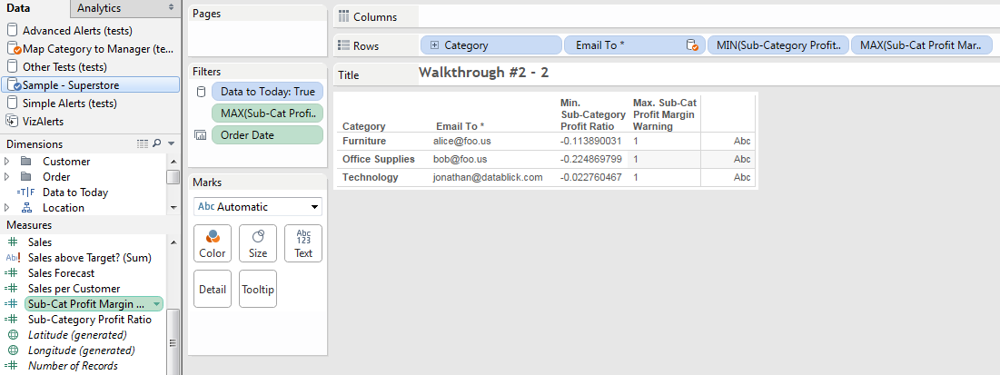 Data
Analytics
Advanced Alerts (tests)
Map Category to Manager (te...
Other Tests (tests)
Sample - Superstore
Simple Alerts (tests)
VizAlerts
Dimensions
Customer
Order
=T|F Data to Today
Location
Measures
# Sales
Abc! Sales above Target? (Sum)
=# Sales Forecast
=# Sales per Customer
=# Sub-Cat Profit Margin ...
=# Sub-Category Profit Ratio
Latitude (generated)
Longitude (generated)
=# Number of Records
Pages
Filters
Data to Today: True
MAX(Sub-Cat Profi..
Order Date
Marks
Abc Automatic
Color
Size
Abc
123
Text
Detail
Tooltip
Columns
Rows
Category
Email To *
MIN(Sub-Category Profit..
MAX(Sub-Cat Profit Mar..
Title
Walkthrough #2 - 2
Category Email To * Min. Sub-Category Profit Ratio Max. Sub-Cat Profit Margin Warning
Furniture alice@foo.us -0.113890031 1 Abc
Office Supplies bob@foo.us -0.224869799 1 Abc
Technology jonathan@datablick.com -0.022760467 1 Abc